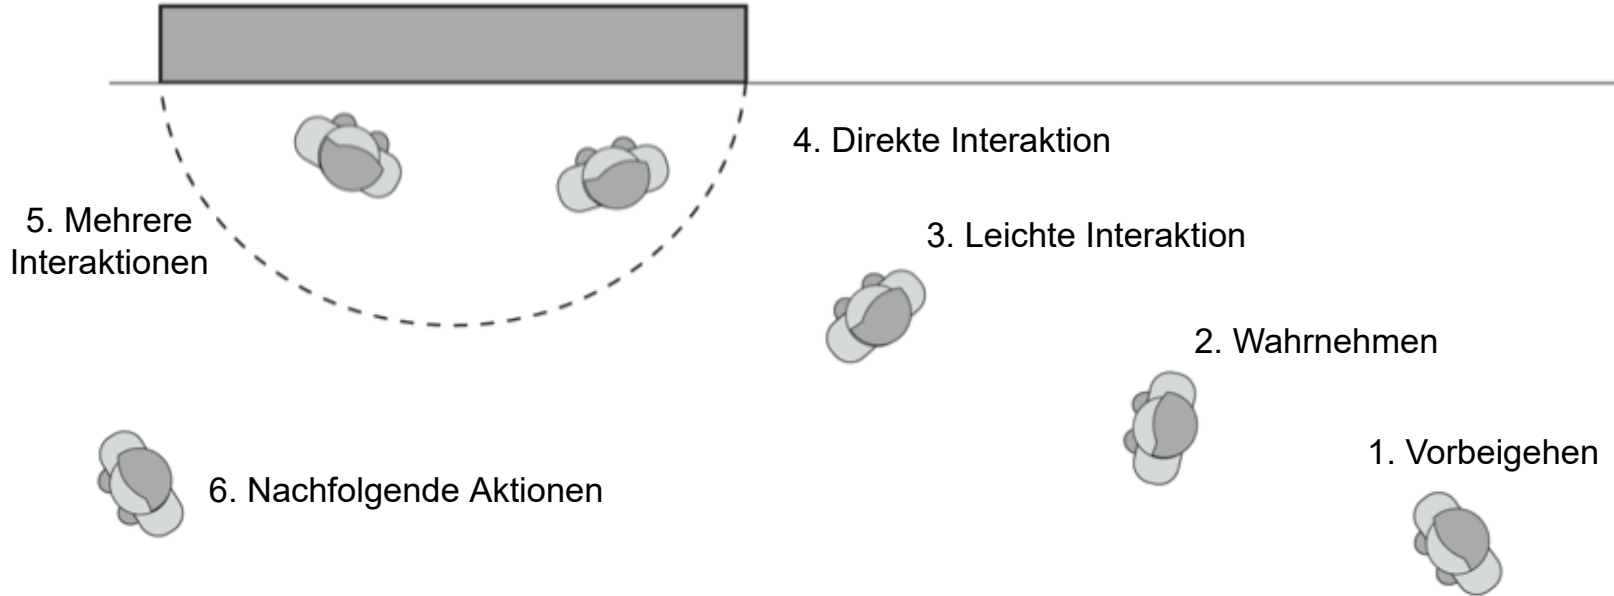 4. Direkte Interaktion
5. Mehrere
Interaktionen
3. Leichte Interaktion
2. Wahrnehmen
1. Vorbeigehen
6. Nachfolgende Aktionen